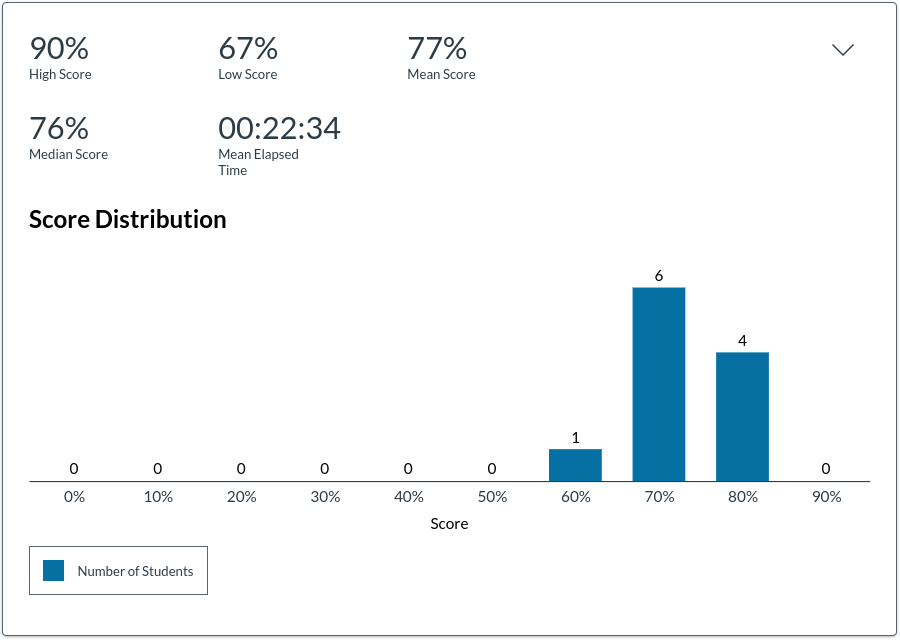 90% 67% 77%
High Score Low Score Mean Score
76% 00:22:34
Median Score Mean Elapsed
Time
Score Distribution
6
4
1
0 0 0 0 0 0 0
0% 10% 20% 30% 40% 50% 60% 70% 80% 90%
Score
Number of Students